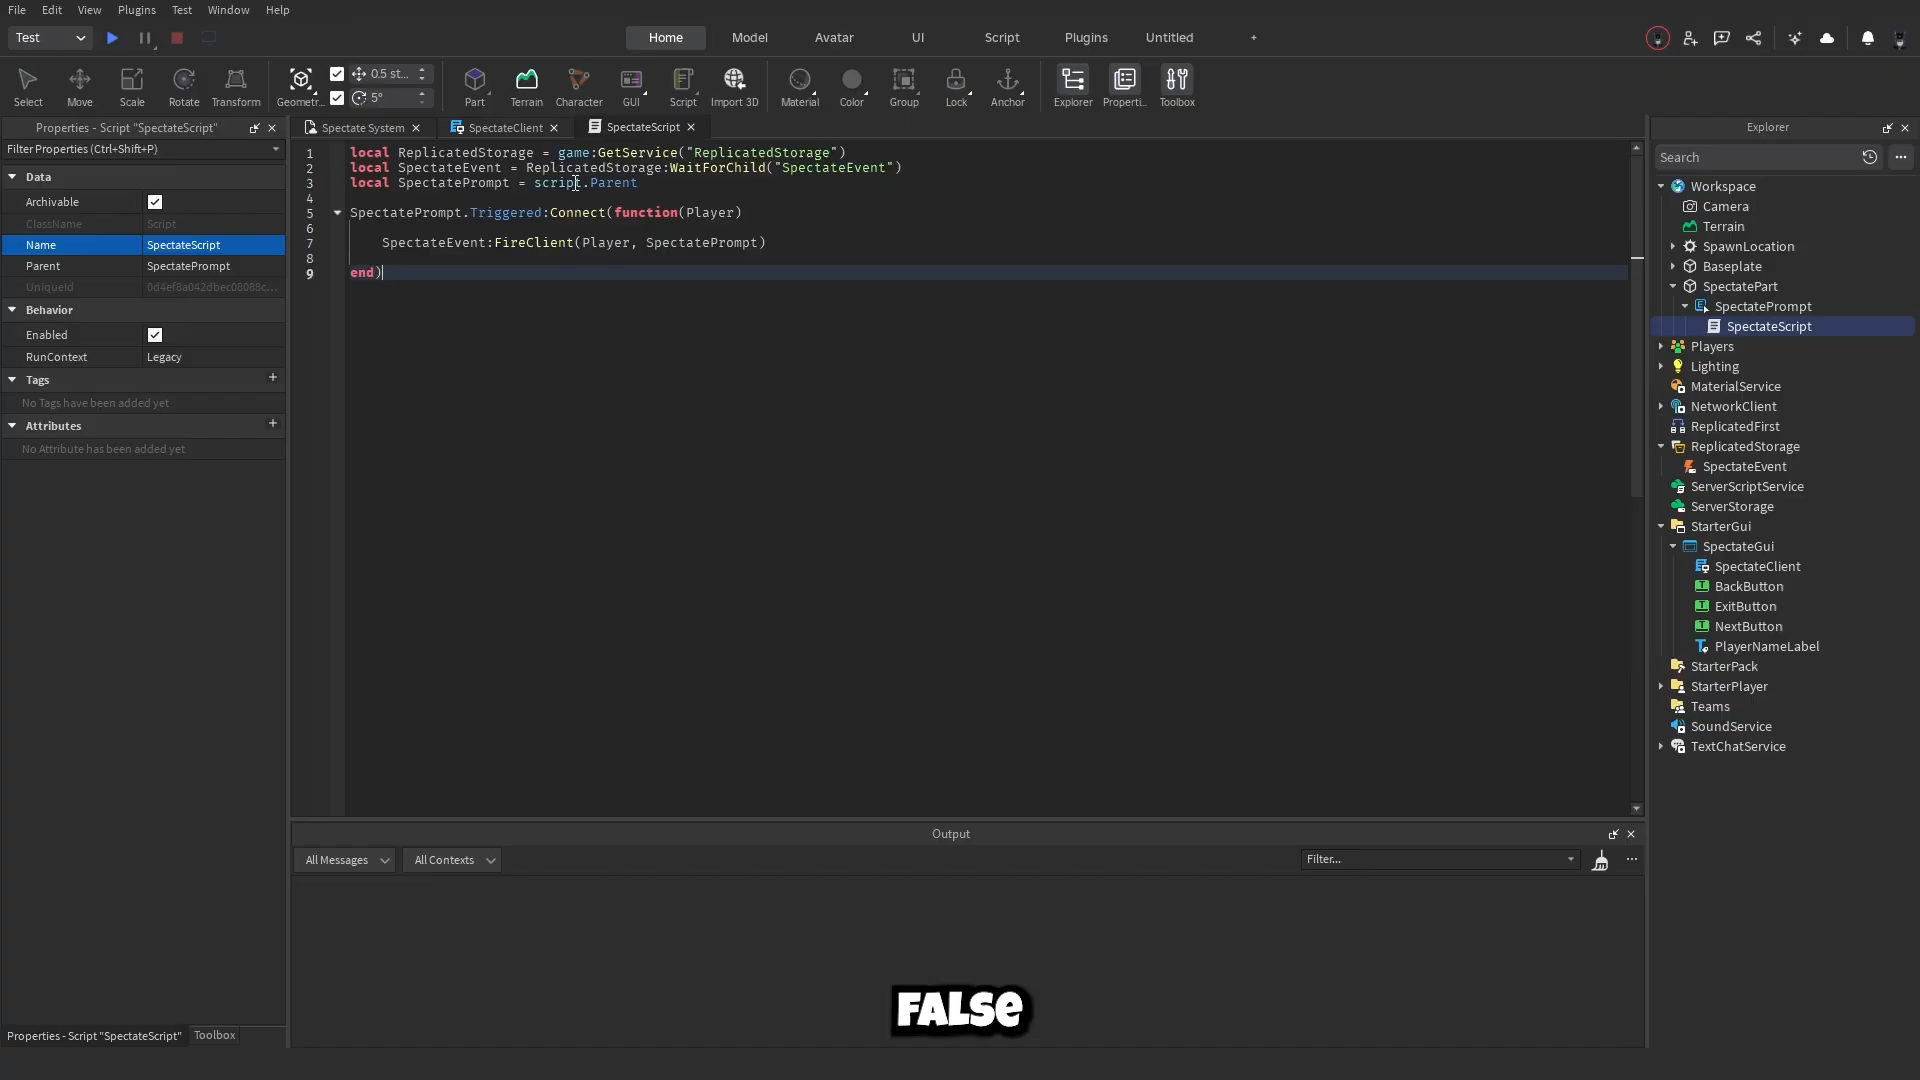 File Edit View Plugins Test Window Help
Test
Home Model Avatar UI Script Plugins Untitled +
Select Move Scale Rotate Transform Geometr... 0.5 st... 5° Part Terrain Character GUI Script Import 3D Material Color Group Lock Anchor Explorer Properti... Toolbox
Properties - Script "SpectateScript"
Filter Properties (Ctrl+Shift+P)
Data
Archivable
ClassName Script
Name SpectateScript
Parent SpectatePrompt
UniqueId 0d4ef8a042dbec08088c...
Behavior
Enabled
RunContext Legacy
Tags +
No Tags have been added yet
Attributes +
No Attribute has been added yet
Properties - Script "SpectateScript" Toolbox
Spectate System SpectateClient SpectateScript
1 local ReplicatedStorage = game:GetService("ReplicatedStorage")
2 local SpectateEvent = ReplicatedStorage:WaitForChild("SpectateEvent")
3 local SpectatePrompt = script.Parent
4
5 SpectatePrompt.Triggered:Connect(function(Player)
6
7 SpectateEvent:FireClient(Player, SpectatePrompt)
8
9 end)
Output
All Messages All Contexts Filter... ...
FALSE
Explorer
Search ...
Workspace
Camera
Terrain
SpawnLocation
Baseplate
SpectatePart
SpectatePrompt
SpectateScript
Players
Lighting
MaterialService
NetworkClient
ReplicatedFirst
ReplicatedStorage
SpectateEvent
ServerScriptService
ServerStorage
StarterGui
SpectateGui
SpectateClient
BackButton
ExitButton
NextButton
PlayerNameLabel
StarterPack
StarterPlayer
Teams
SoundService
TextChatService